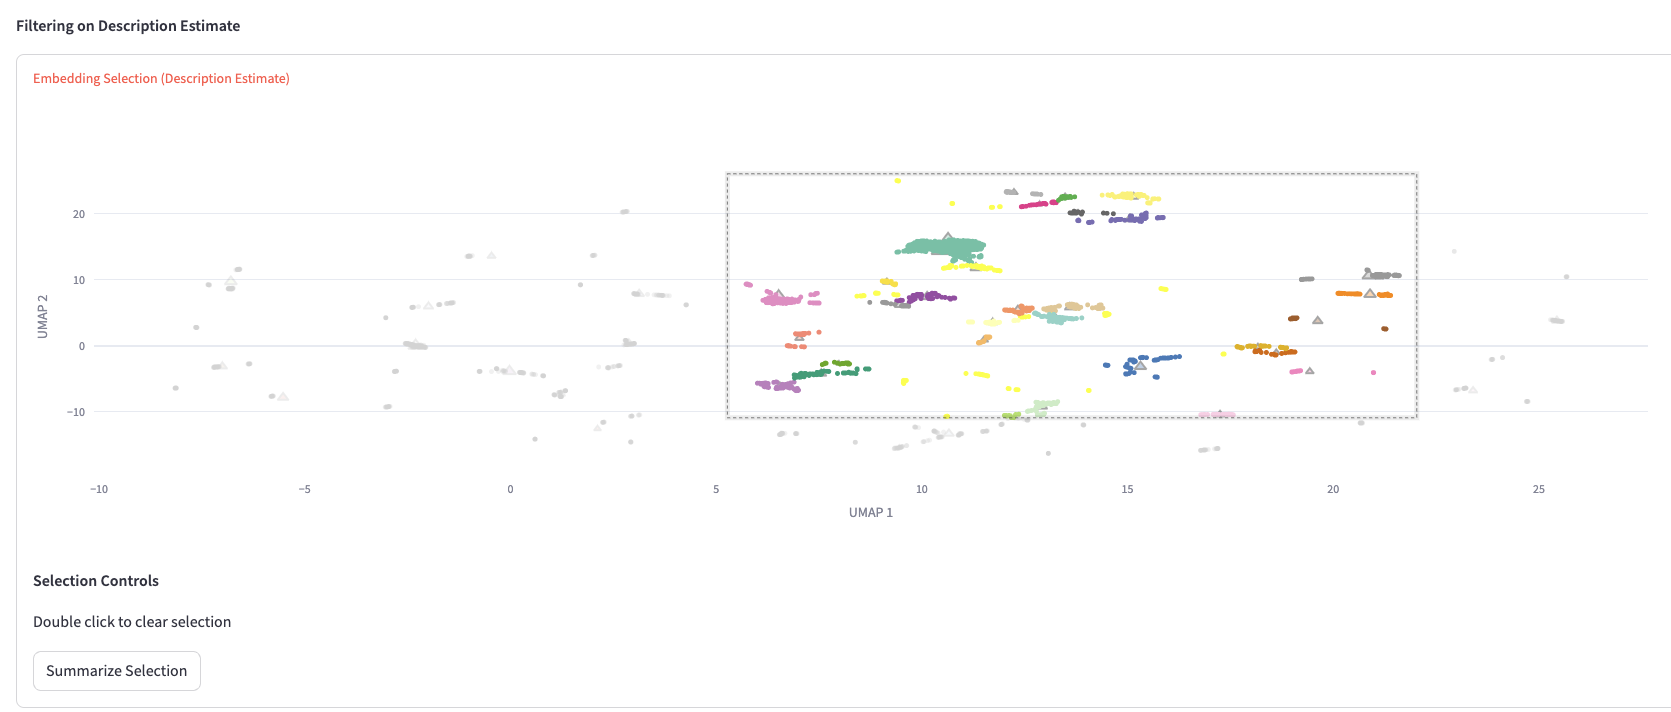 Filtering on Description Estimate
Embedding Selection (Description Estimate)
20
10
0
−10
UMAP 2
−10 −5 0 5 10 15 20 25
UMAP 1
Selection Controls
Double click to clear selection
Summarize Selection